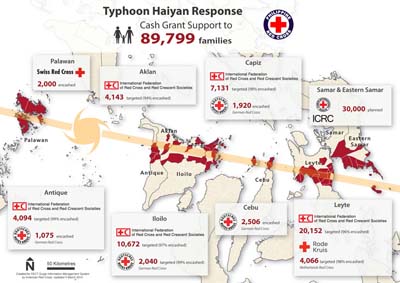 Typhoon Haiyan Response
Cash Grant Support to
89,799 families
PHILIPPINE RED CROSS
Palawan
Swiss Red Cross
2,000 encashed
Aklan
International Federation
of Red Cross and Red Crescent Societies
4,143 targeted (94% encashed)
Capiz
International Federation
of Red Cross and Red Crescent Societies
7,131 targeted (98% encashed)
1,920 encashed
German Red Cross
Samar & Eastern Samar
ICRC
30,000 planned
Palawan
Aklan
Capiz
Antique
Iloilo
Cebu
Samar
Eastern
Samar
Leyte
Antique
International Federation
of Red Cross and Red Crescent Societies
4,094 targeted (99% encashed)
1,075 encashed
German Red Cross
Iloilo
International Federation
of Red Cross and Red Crescent Societies
10,672 targeted (97% encashed)
2,040 targeted (99% encashed)
German Red Cross
Cebu
2,506 encashed
German Red Cross
Leyte
International Federation
of Red Cross and Red Crescent Societies
20,152 targeted (96% encashed)
Rode
Kruis
4,066 targeted (98% encashed)
Netherlands Red Cross
N
50 Kilometres